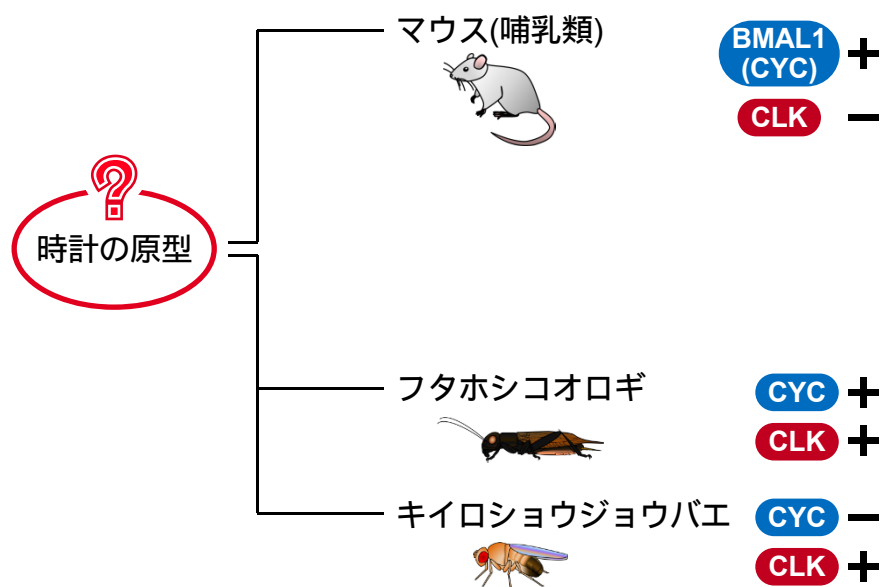 マウス(哺乳類)
BMAL1
(CYC) +
CLK −
?
時計の原型
フタホシコオロギ
CYC +
CLK +
キイロショウジョウバエ
CYC −
CLK +